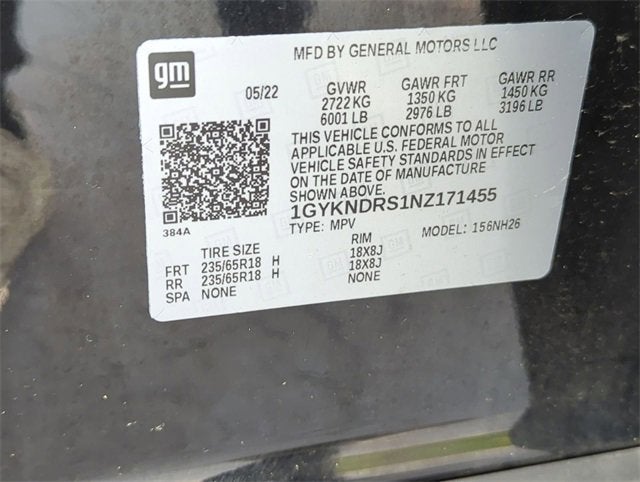 gm
MFD BY GENERAL MOTORS LLC
05/22 GVWR GAWR FRT GAWR RR
2722 KG 1350 KG 1450 KG
6001 LB 2976 LB 3196 LB
THIS VEHICLE CONFORMS TO ALL
APPLICABLE U.S. FEDERAL MOTOR
VEHICLE SAFETY STANDARDS IN EFFECT
ON THE DATE OF MANUFACTURE
SHOWN ABOVE.
1GYKNDRS1NZ171455
384A
TYPE: MPV MODEL: 156NH26
TIRE SIZE RIM
FRT 235/65R18 H 18X8J
RR 235/65R18 H 18X8J
SPA NONE NONE